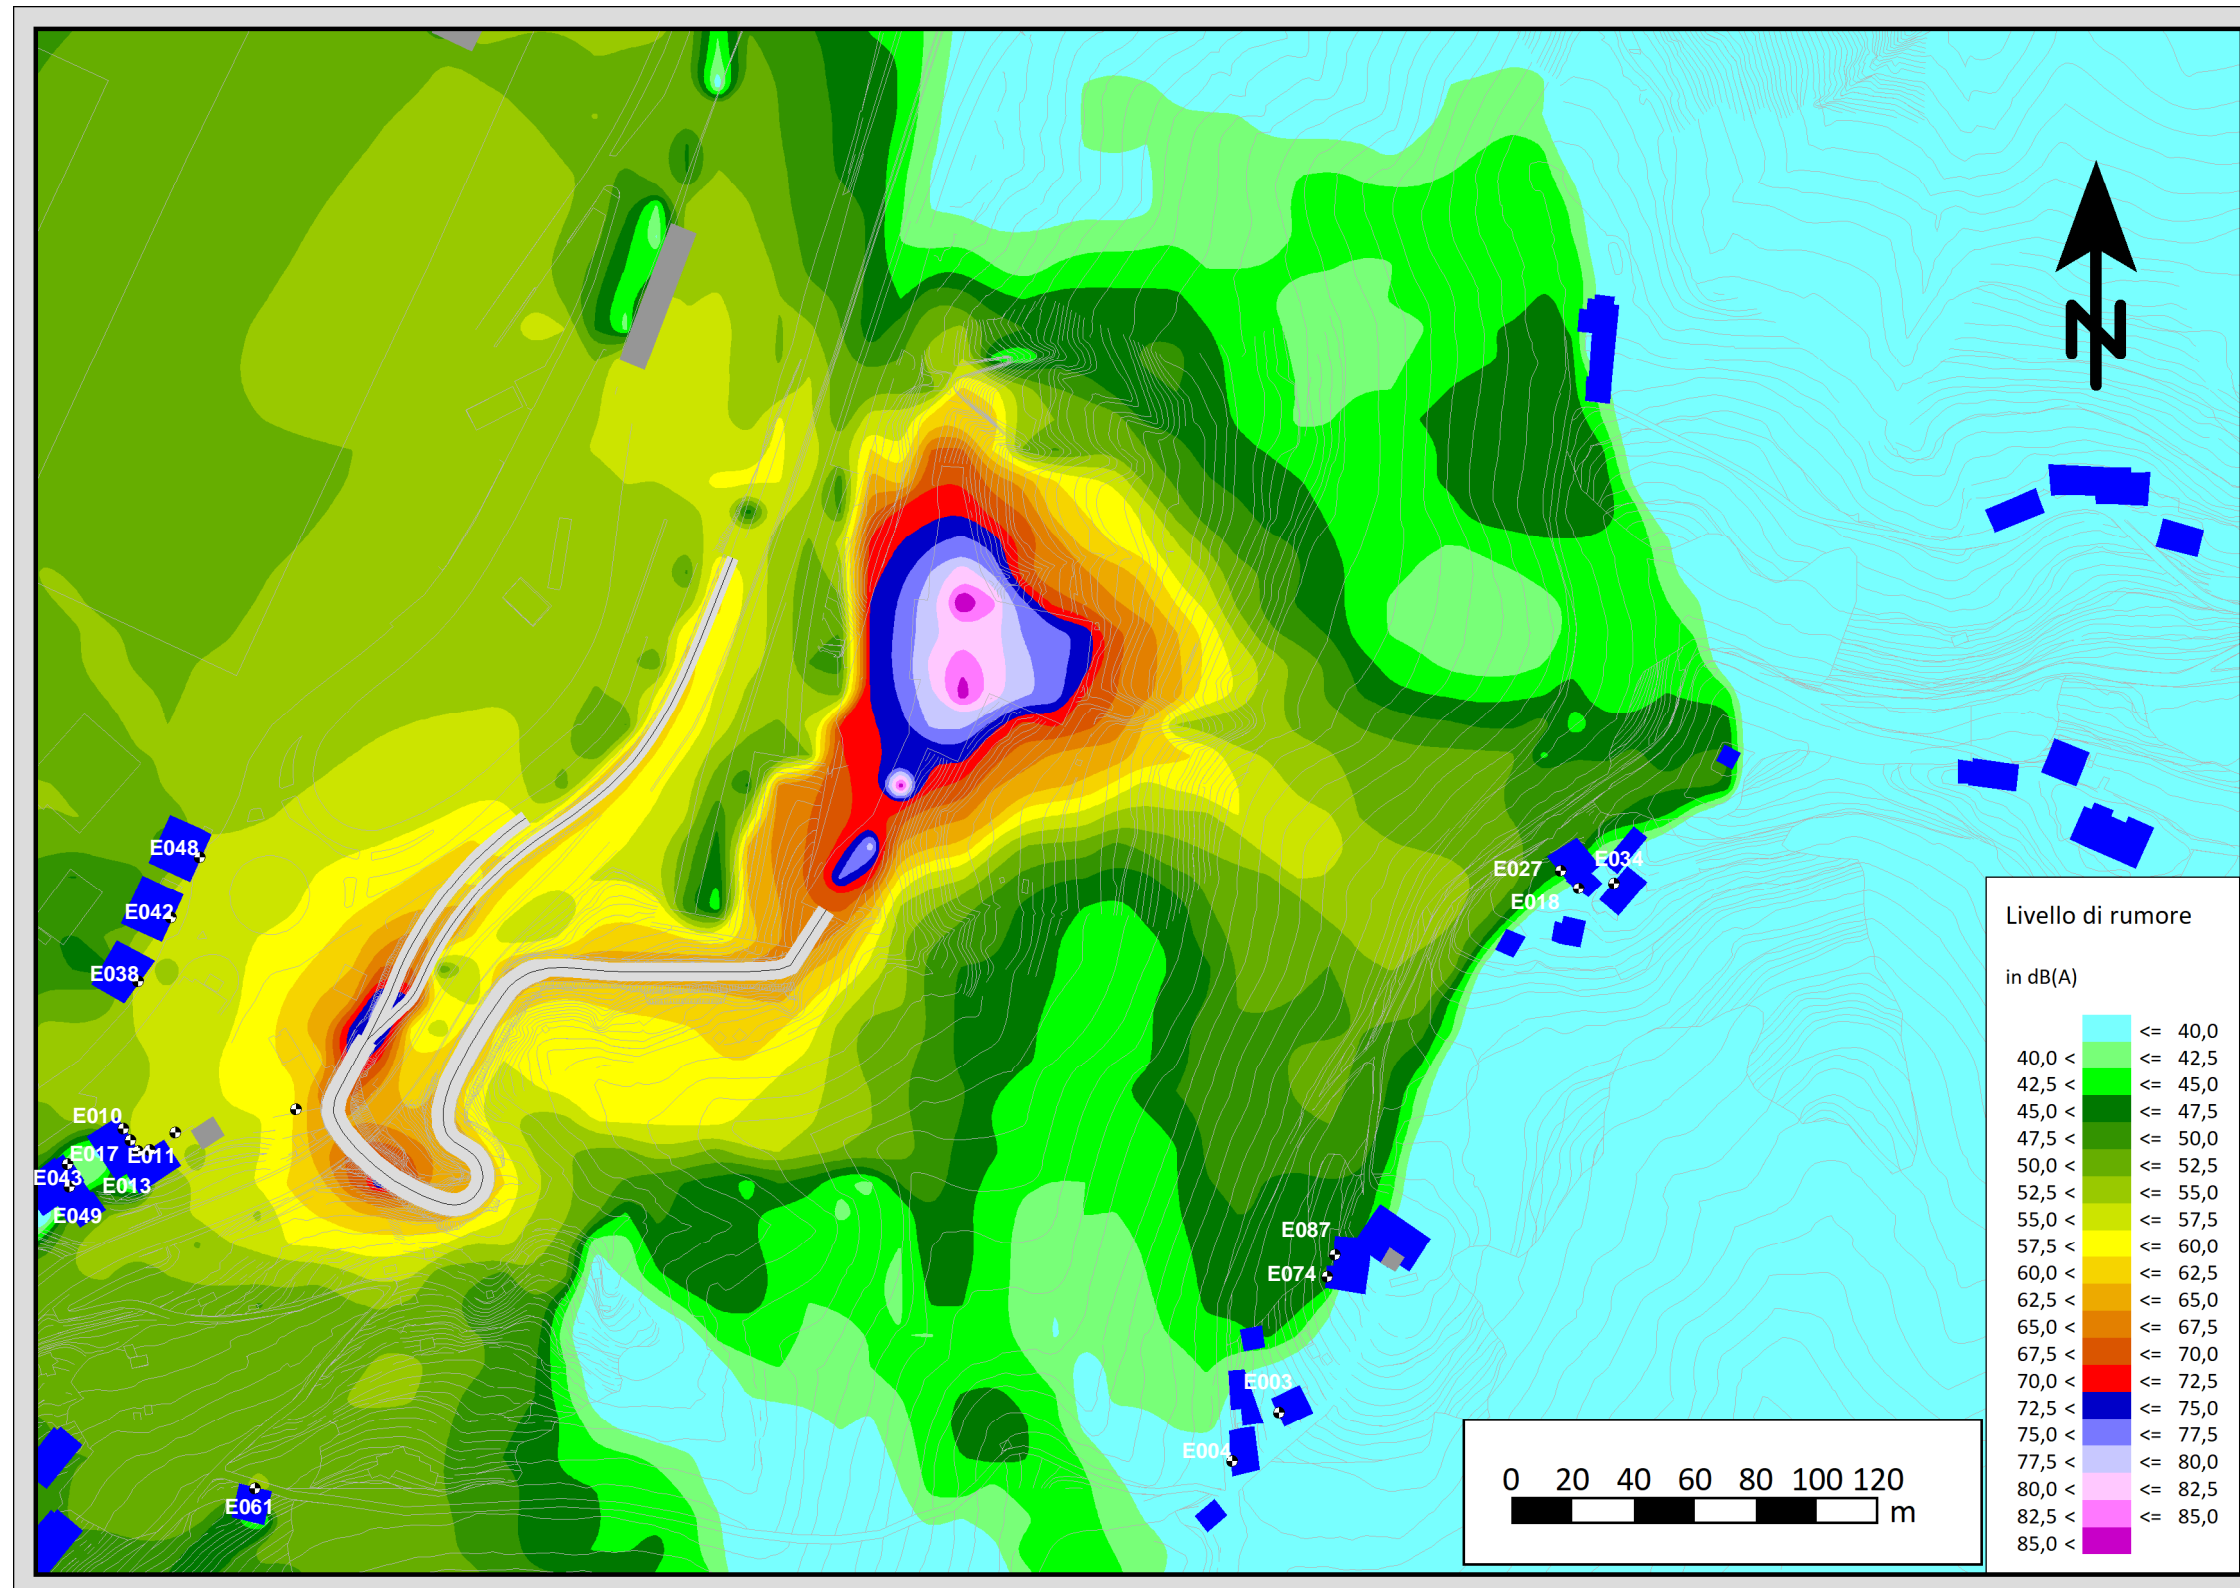 N
E048
E042
E038
E027
E034
E018
E010
E017 E011
E043
E013
E049
E087
E074
E003
E004
E061
Livello di rumore
in dB(A)
<= 40,0
40,0 < <= 42,5
42,5 < <= 45,0
45,0 < <= 47,5
47,5 < <= 50,0
50,0 < <= 52,5
52,5 < <= 55,0
55,0 < <= 57,5
57,5 < <= 60,0
60,0 < <= 62,5
62,5 < <= 65,0
65,0 < <= 67,5
67,5 < <= 70,0
70,0 < <= 72,5
72,5 < <= 75,0
75,0 < <= 77,5
77,5 < <= 80,0
80,0 < <= 82,5
82,5 < <= 85,0
85,0 <
0 20 40 60 80 100 120
m